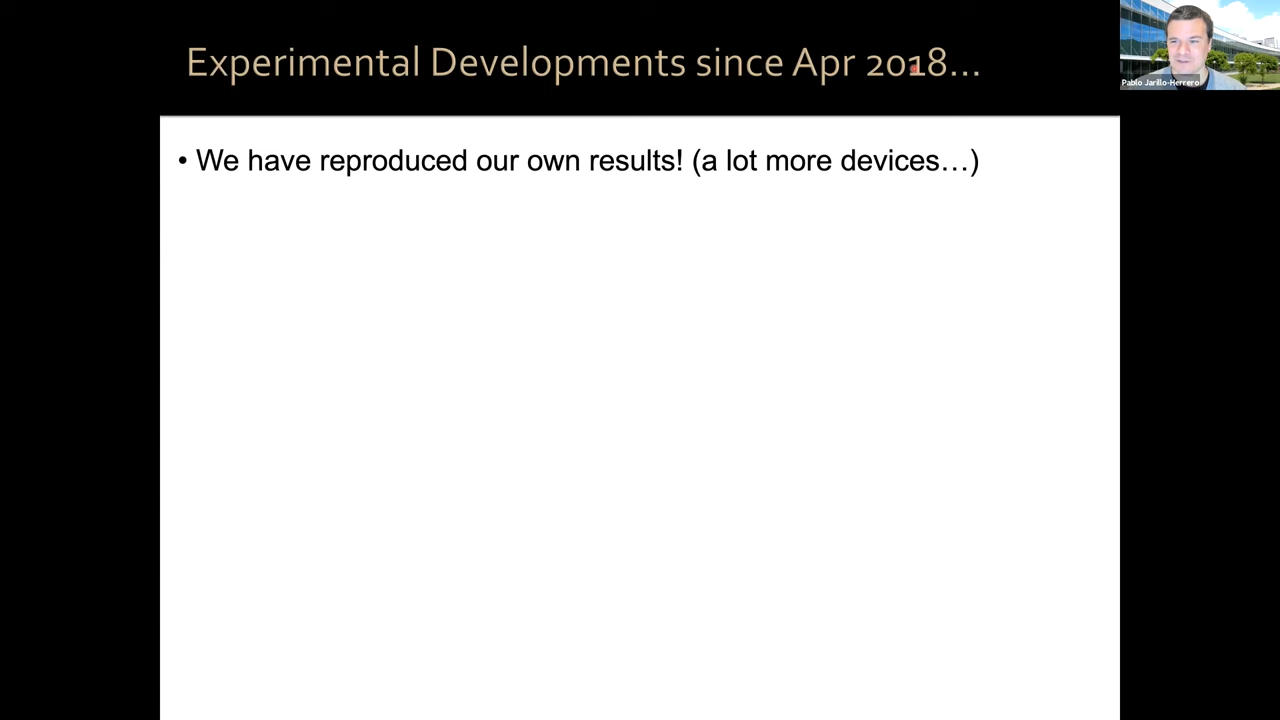 Experimental Developments since Apr 2018...
Pablo Jarillo-Herrero
• We have reproduced our own results! (a lot more devices…)